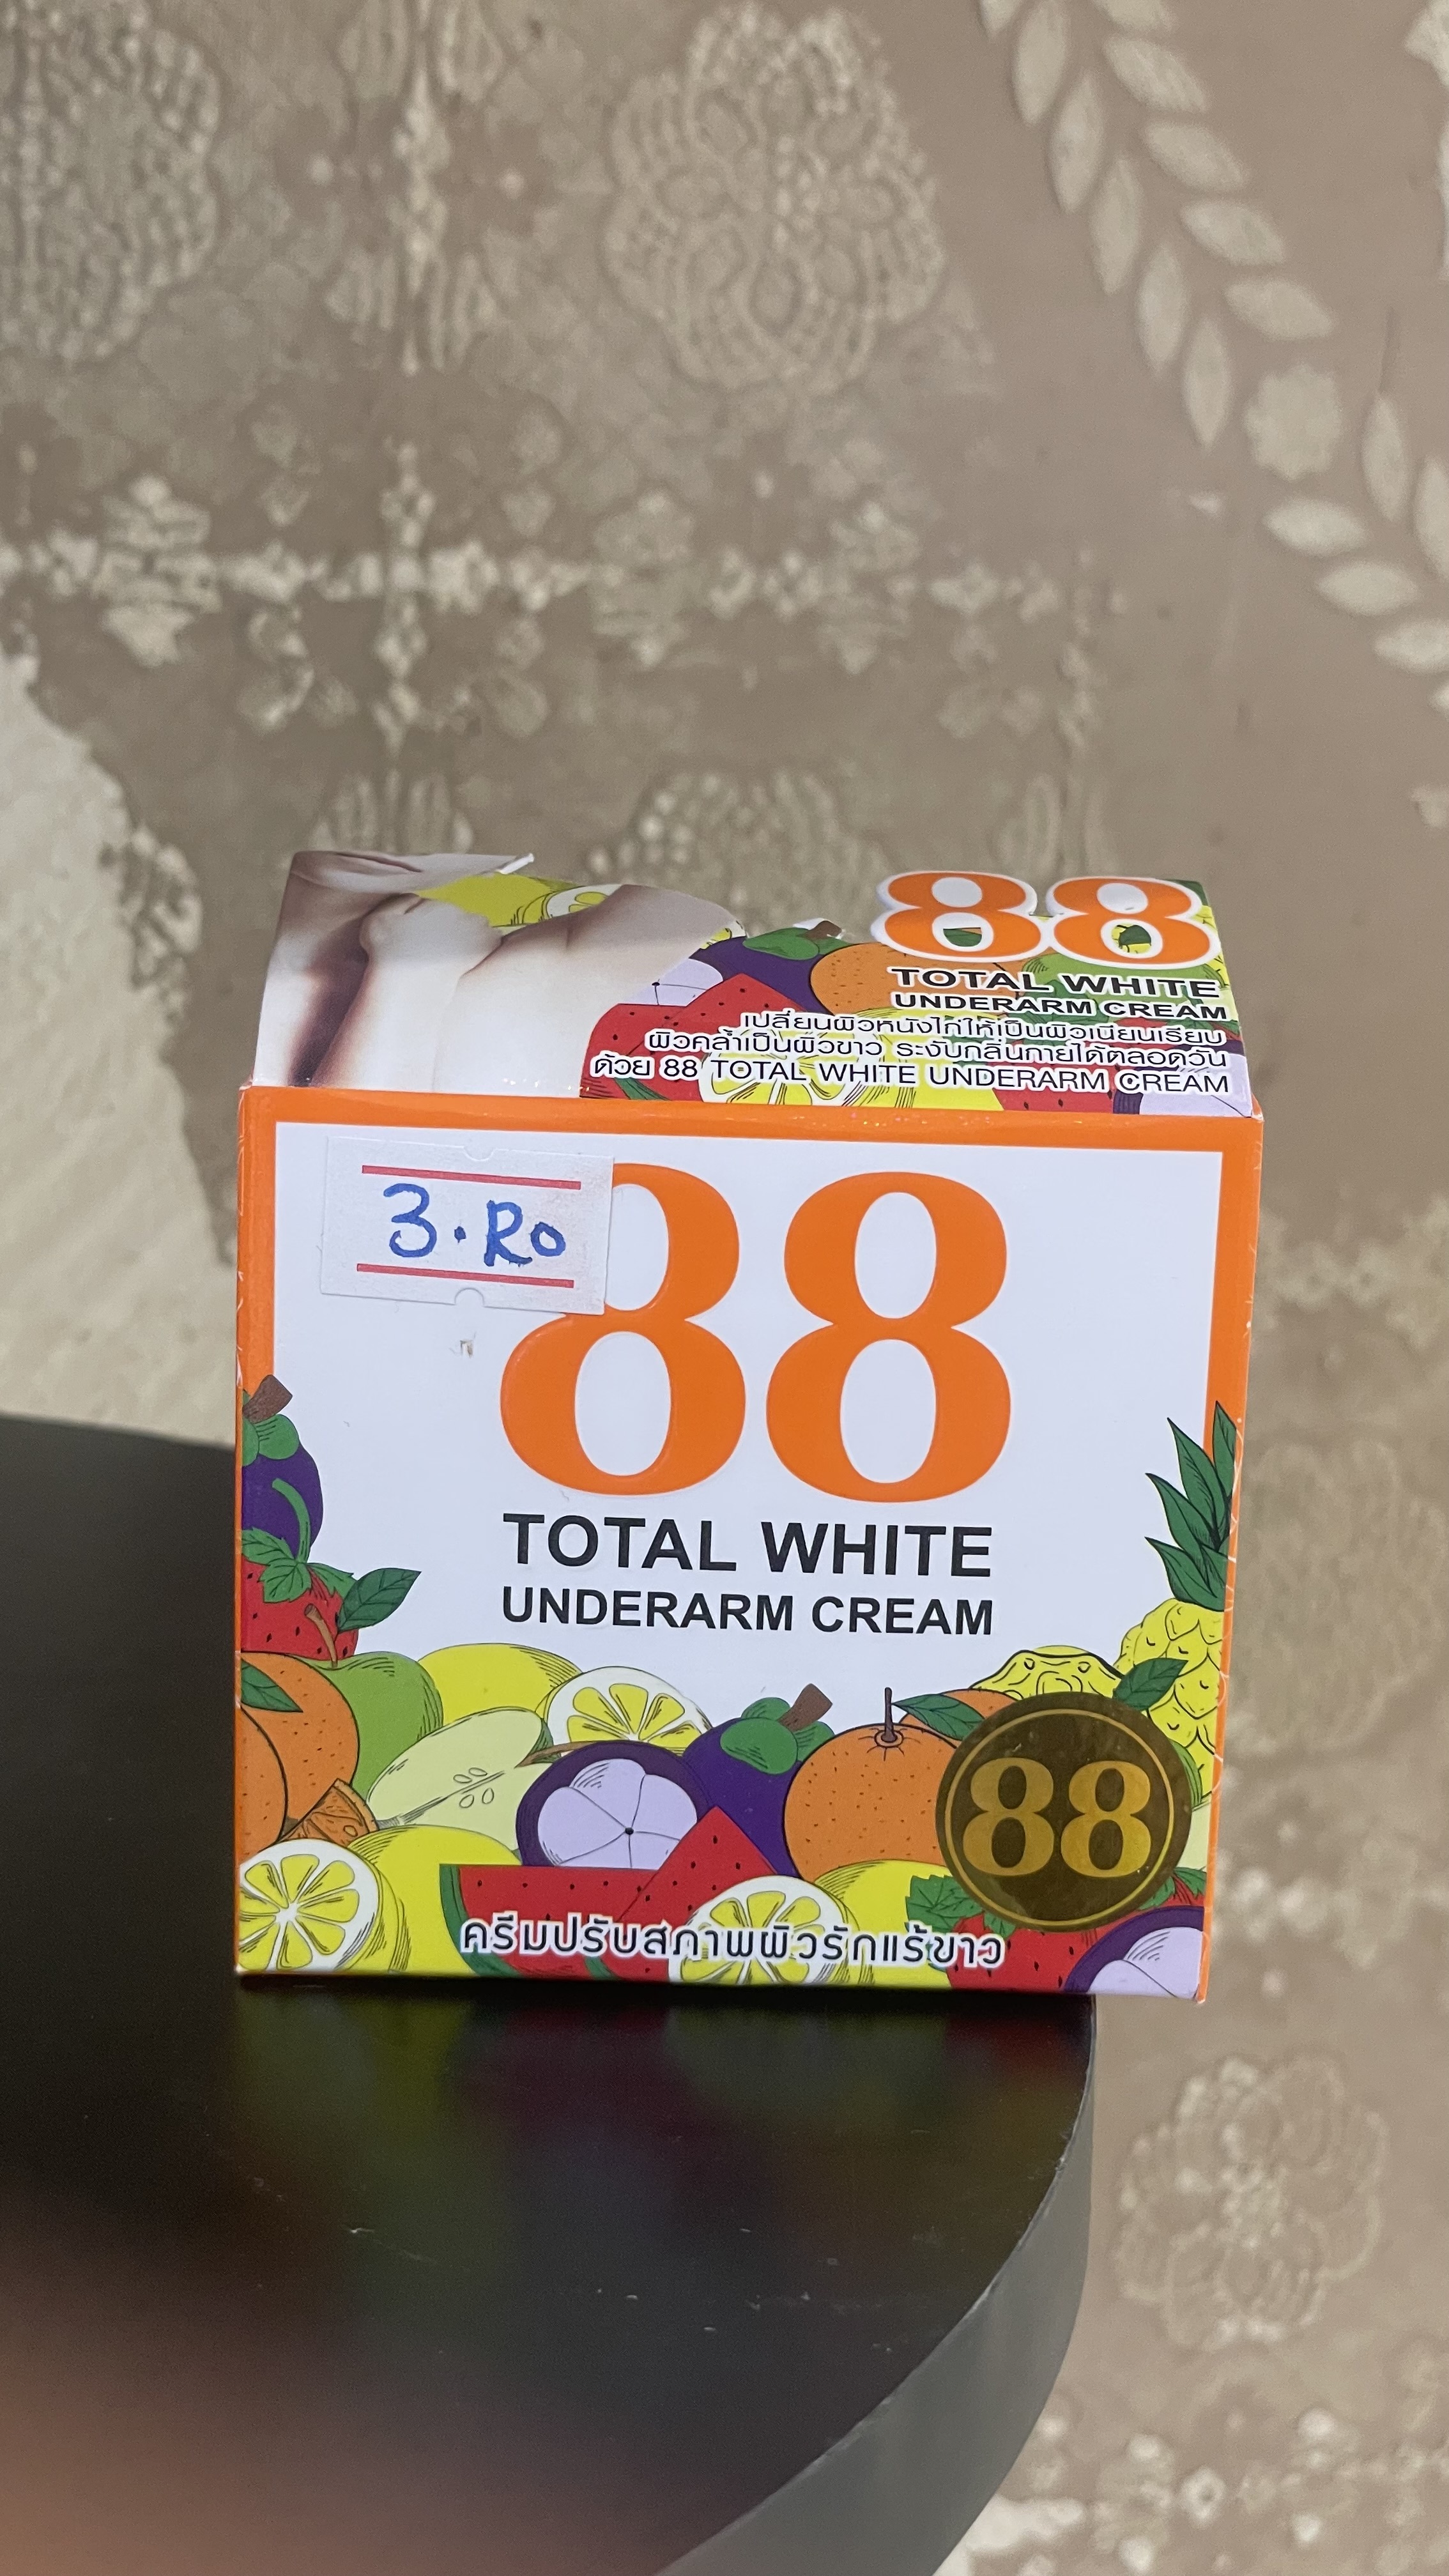 88
TOTAL WHITE
UNDERARM CREAM
เปลี่ยนผิวหนังไก่ให้เป็นผิวเนียนเรียบ
ผิวคล้ำเป็นผิวขาว ระงับกลิ่นกายได้ตลอดวัน
ด้วย 88 TOTAL WHITE UNDERARM CREAM
3.Ro
88
TOTAL WHITE
UNDERARM CREAM
88
ครีมปรับสภาพผิวรักแร้ขาว